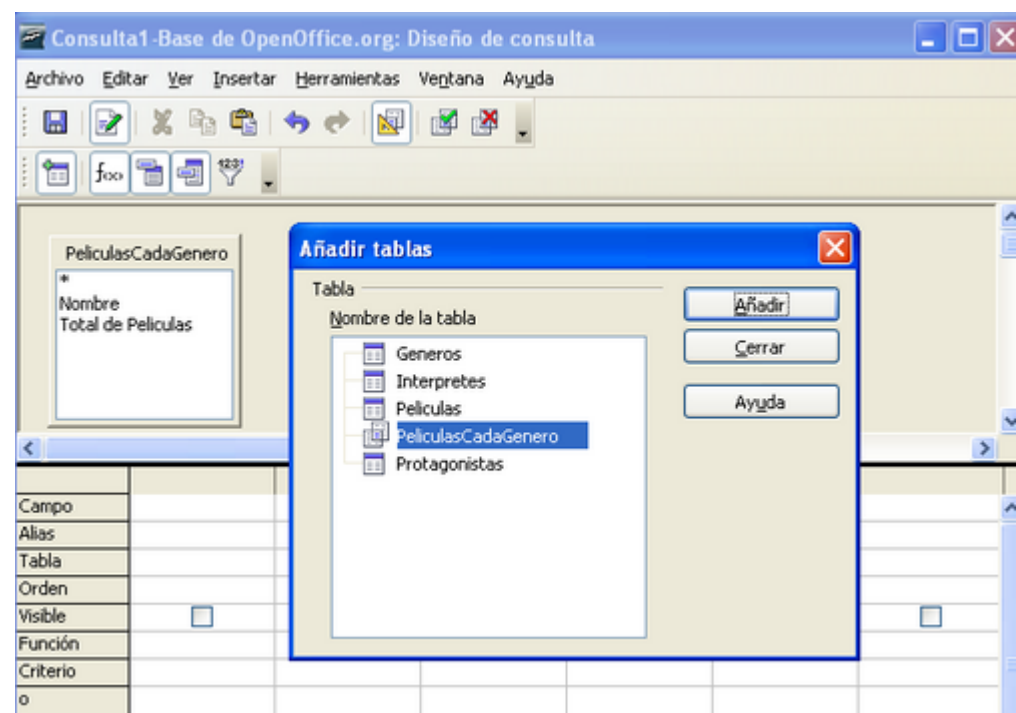 Consulta1-Base de OpenOffice.org: Diseño de consulta
Archivo Editar Ver Insertar Herramientas Ventana Ayuda
f(x)
123!
PeliculasCadaGenero
*
Nombre
Total de Peliculas
Añadir tablas
Tabla
Nombre de la tabla
Generos
Interpretes
Peliculas
PeliculasCadaGenero
Protagonistas
Añadir
Cerrar
Ayuda
Campo
Alias
Tabla
Orden
Visible
Función
Criterio
o